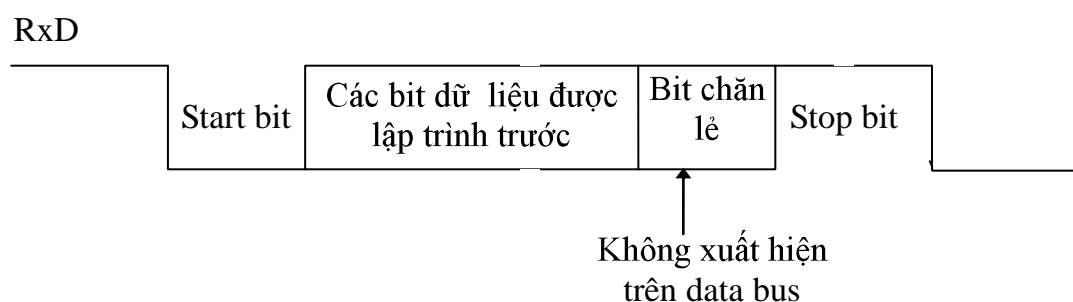 RxD
Start bit
Các bit dữ liệu được
lập trình trước
Bit chăn
lẻ
Stop bit
Không xuất hiện
trên data bus